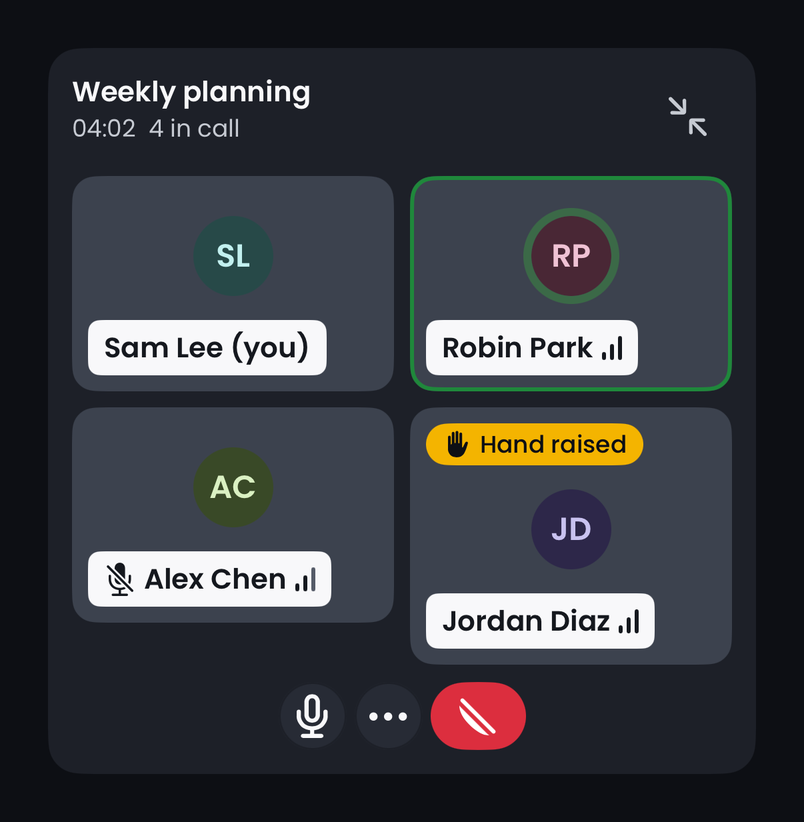 Weekly planning
04:02 4 in call
SL
Sam Lee (you)
RP
Robin Park
AC
Alex Chen
Hand raised
JD
Jordan Diaz